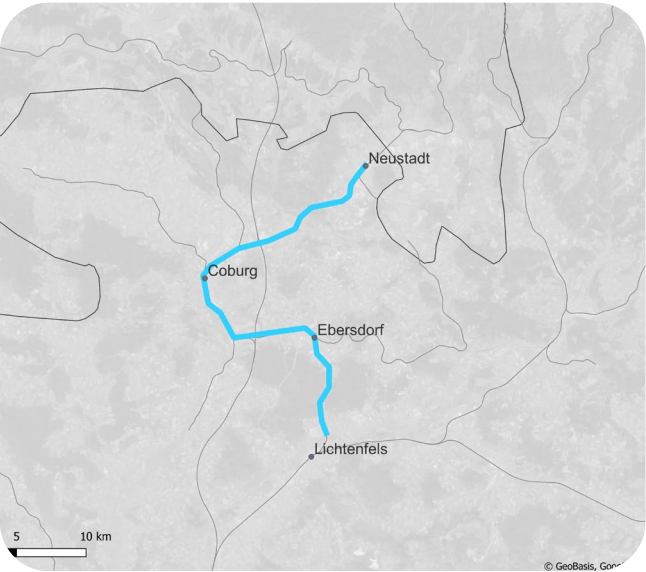 Neustadt
Coburg
Ebersdorf
Lichtenfels
5 10 km
© GeoBasis,